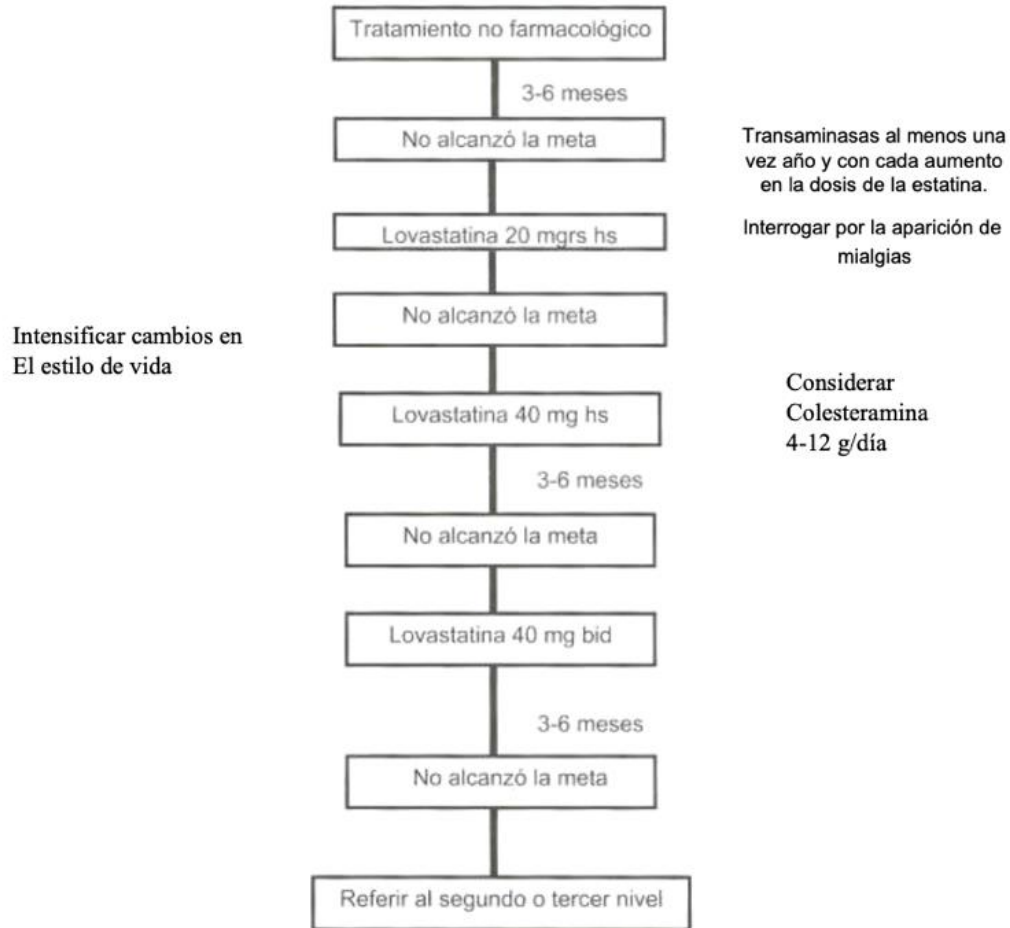 Tratamiento no farmacológico
3-6 meses
No alcanzó la meta
Transaminasas al menos una
vez año y con cada aumento
en la dosis de la estatina.
Interrogar por la aparición de
mialgias
Lovastatina 20 mgrs hs
No alcanzó la meta
Intensificar cambios en
El estilo de vida
Considerar
Colesteramina
4-12 g/día
Lovastatina 40 mg hs
3-6 meses
No alcanzó la meta
Lovastatina 40 mg bid
3-6 meses
No alcanzó la meta
Referir al segundo o tercer nivel